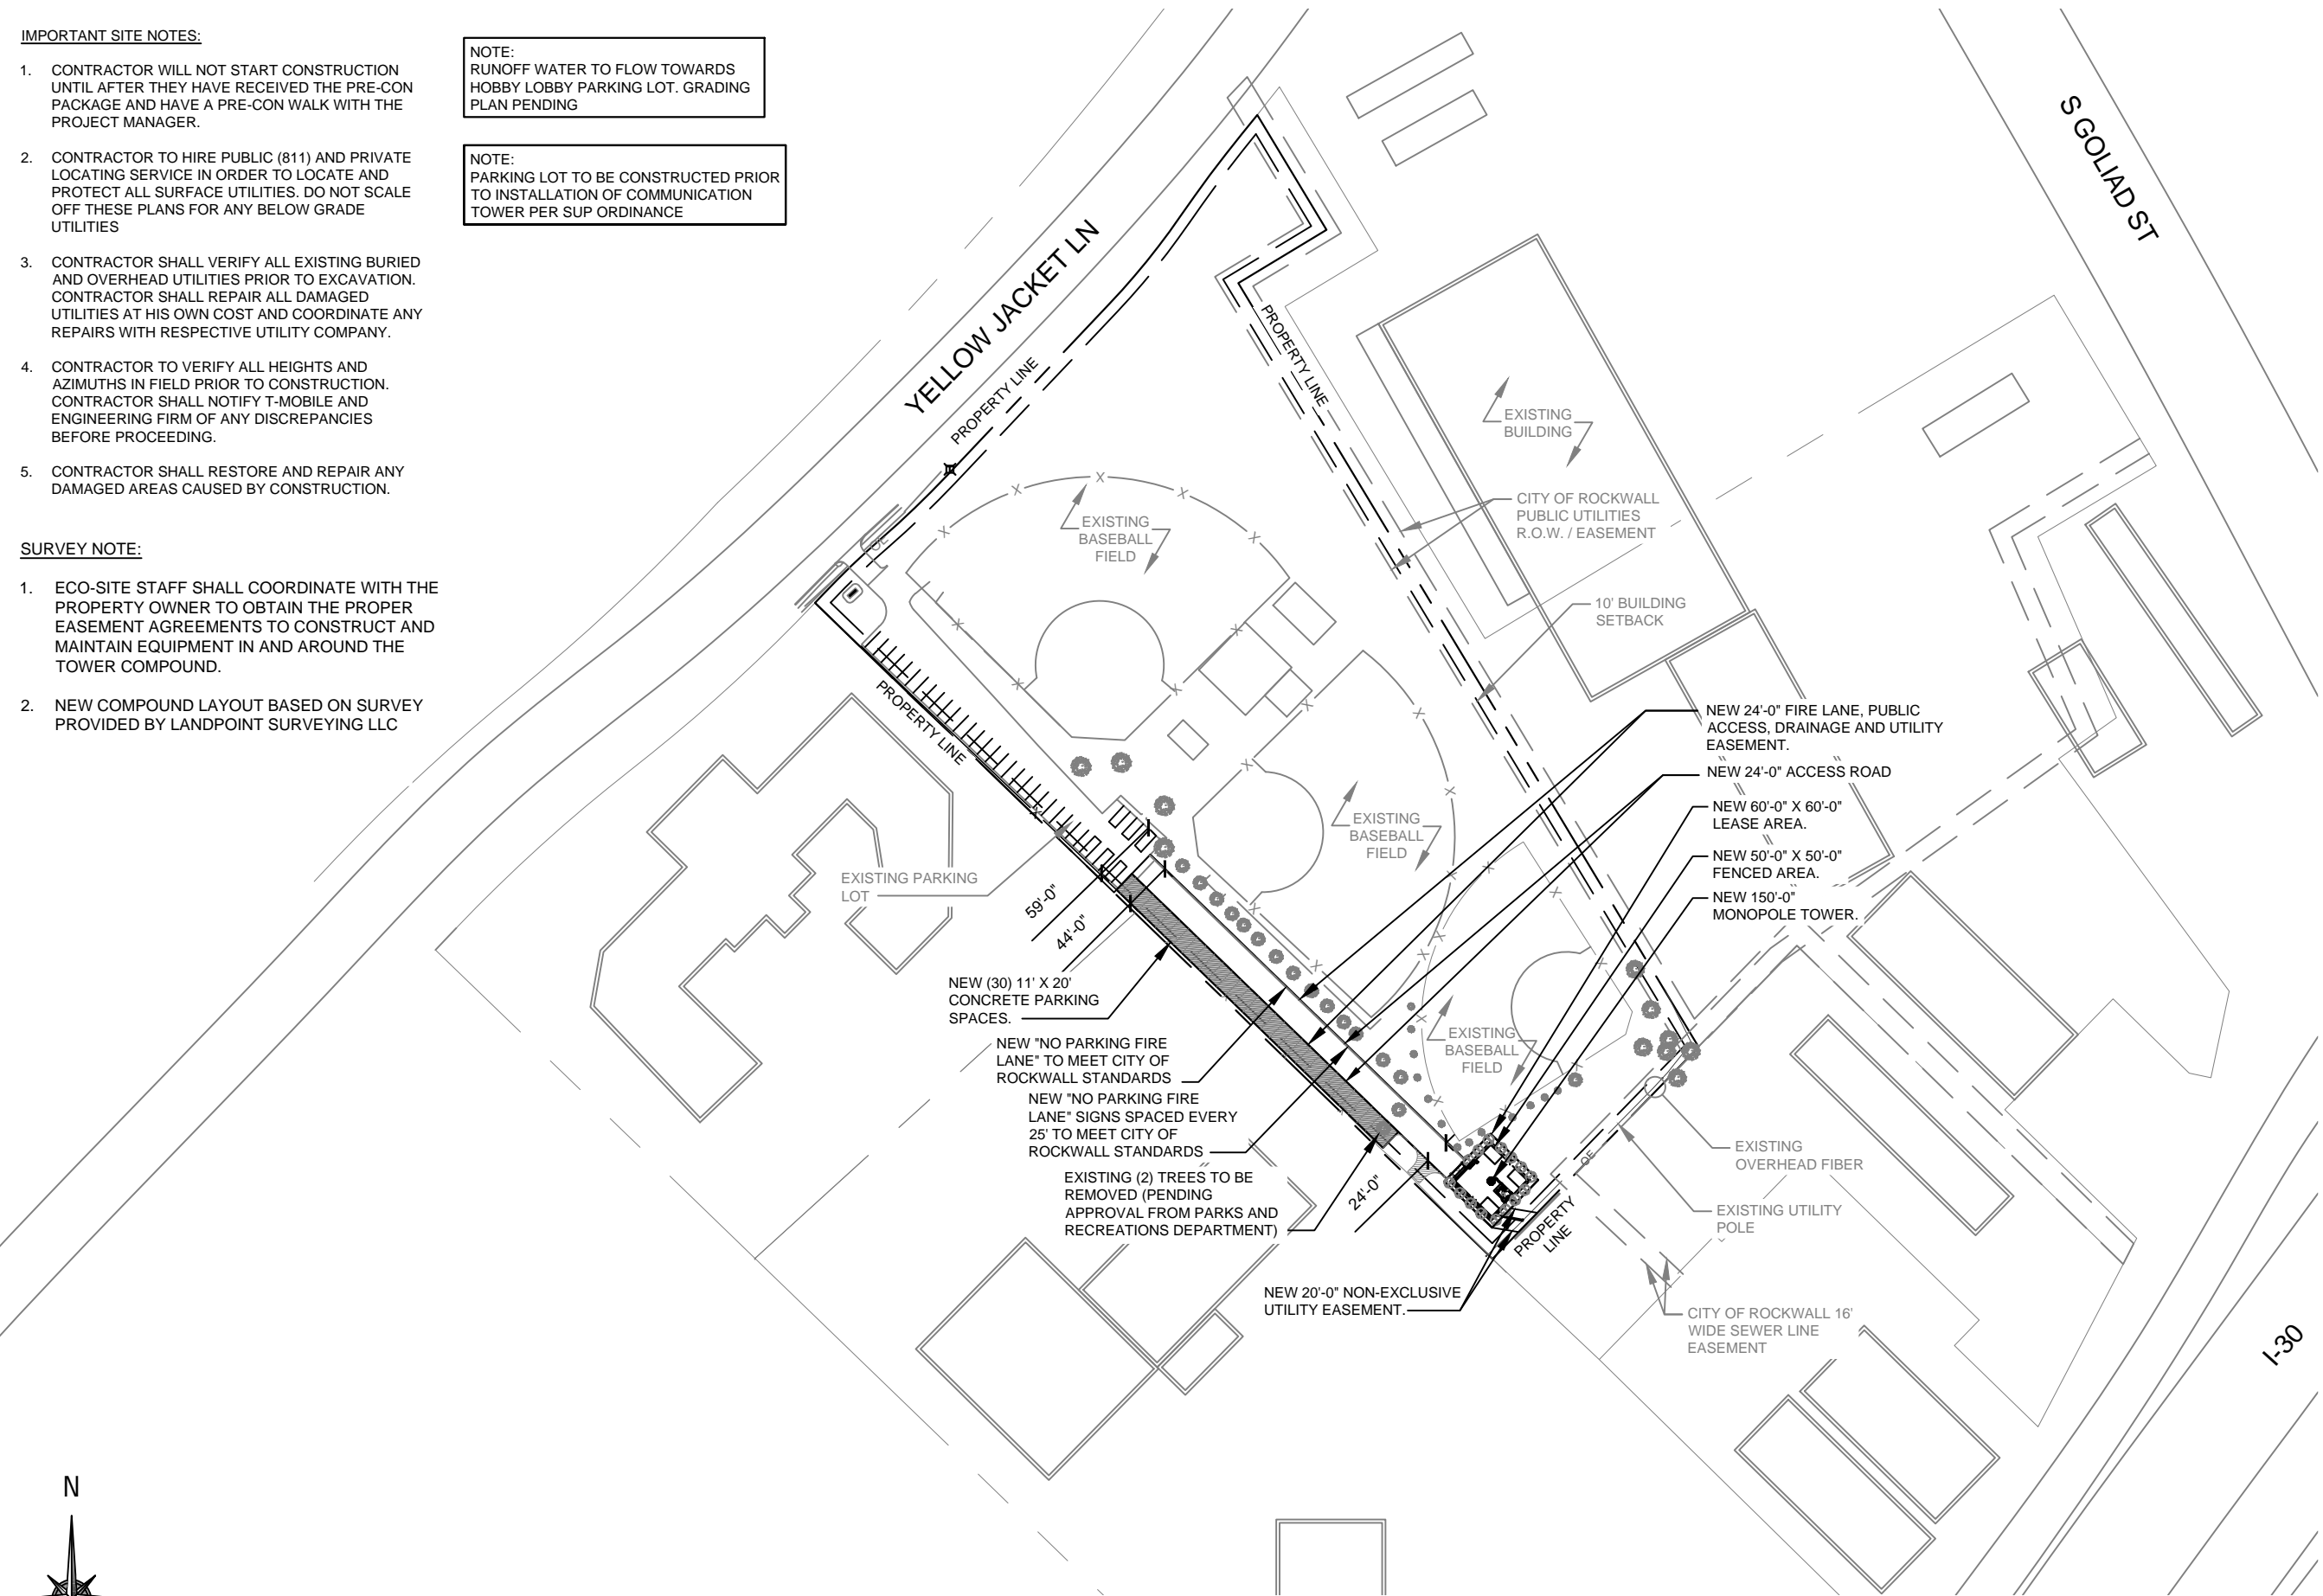 IMPORTANT SITE NOTES:
1. CONTRACTOR WILL NOT START CONSTRUCTION
UNTIL AFTER THEY HAVE RECEIVED THE PRE-CON
PACKAGE AND HAVE A PRE-CON WALK WITH THE
PROJECT MANAGER.
2. CONTRACTOR TO HIRE PUBLIC (811) AND PRIVATE
LOCATING SERVICE IN ORDER TO LOCATE AND
PROTECT ALL SURFACE UTILITIES. DO NOT SCALE
OFF THESE PLANS FOR ANY BELOW GRADE
UTILITIES
3. CONTRACTOR SHALL VERIFY ALL EXISTING BURIED
AND OVERHEAD UTILITIES PRIOR TO EXCAVATION.
CONTRACTOR SHALL REPAIR ALL DAMAGED
UTILITIES AT HIS OWN COST AND COORDINATE ANY
REPAIRS WITH RESPECTIVE UTILITY COMPANY.
4. CONTRACTOR TO VERIFY ALL HEIGHTS AND
AZIMUTHS IN FIELD PRIOR TO CONSTRUCTION.
CONTRACTOR SHALL NOTIFY T-MOBILE AND
ENGINEERING FIRM OF ANY DISCREPANCIES
BEFORE PROCEEDING.
5. CONTRACTOR SHALL RESTORE AND REPAIR ANY
DAMAGED AREAS CAUSED BY CONSTRUCTION.
SURVEY NOTE:
1. ECO-SITE STAFF SHALL COORDINATE WITH THE
PROPERTY OWNER TO OBTAIN THE PROPER
EASEMENT AGREEMENTS TO CONSTRUCT AND
MAINTAIN EQUIPMENT IN AND AROUND THE
TOWER COMPOUND.
2. NEW COMPOUND LAYOUT BASED ON SURVEY
PROVIDED BY LANDPOINT SURVEYING LLC
NOTE:
RUNOFF WATER TO FLOW TOWARDS
HOBBY LOBBY PARKING LOT. GRADING
PLAN PENDING
NOTE:
PARKING LOT TO BE CONSTRUCTED PRIOR
TO INSTALLATION OF COMMUNICATION
TOWER PER SUP ORDINANCE
YELLOW JACKET LN
S GOLIAD ST
PROPERTY LINE
PROPERTY LINE
EXISTING
BUILDING
CITY OF ROCKWALL
PUBLIC UTILITIES
R.O.W. / EASEMENT
EXISTING
BASEBALL
FIELD
OE
10' BUILDING
SETBACK
PROPERTY LINE
NEW 24'-0" FIRE LANE, PUBLIC
ACCESS, DRAINAGE AND UTILITY
EASEMENT.
NEW 24'-0" ACCESS ROAD
NEW 60'-0" X 60'-0"
LEASE AREA.
NEW 50'-0" X 50'-0"
FENCED AREA.
NEW 150'-0"
MONOPOLE TOWER.
EXISTING
BASEBALL
FIELD
EXISTING PARKING
LOT
59'-0"
44'-0"
NEW (30) 11' X 20'
CONCRETE PARKING
SPACES.
NEW "NO PARKING FIRE
LANE" TO MEET CITY OF
ROCKWALL STANDARDS
NEW "NO PARKING FIRE
LANE" SIGNS SPACED EVERY
25' TO MEET CITY OF
ROCKWALL STANDARDS
EXISTING (2) TREES TO BE
REMOVED (PENDING
APPROVAL FROM PARKS AND
RECREATIONS DEPARTMENT)
24'-0"
EXISTING
BASEBALL
FIELD
OE
EXISTING
OVERHEAD FIBER
EXISTING UTILITY
POLE
PROPERTY
LINE
NEW 20'-0" NON-EXCLUSIVE
UTILITY EASEMENT.
CITY OF ROCKWALL 16'
WIDE SEWER LINE
EASEMENT
I-30
N